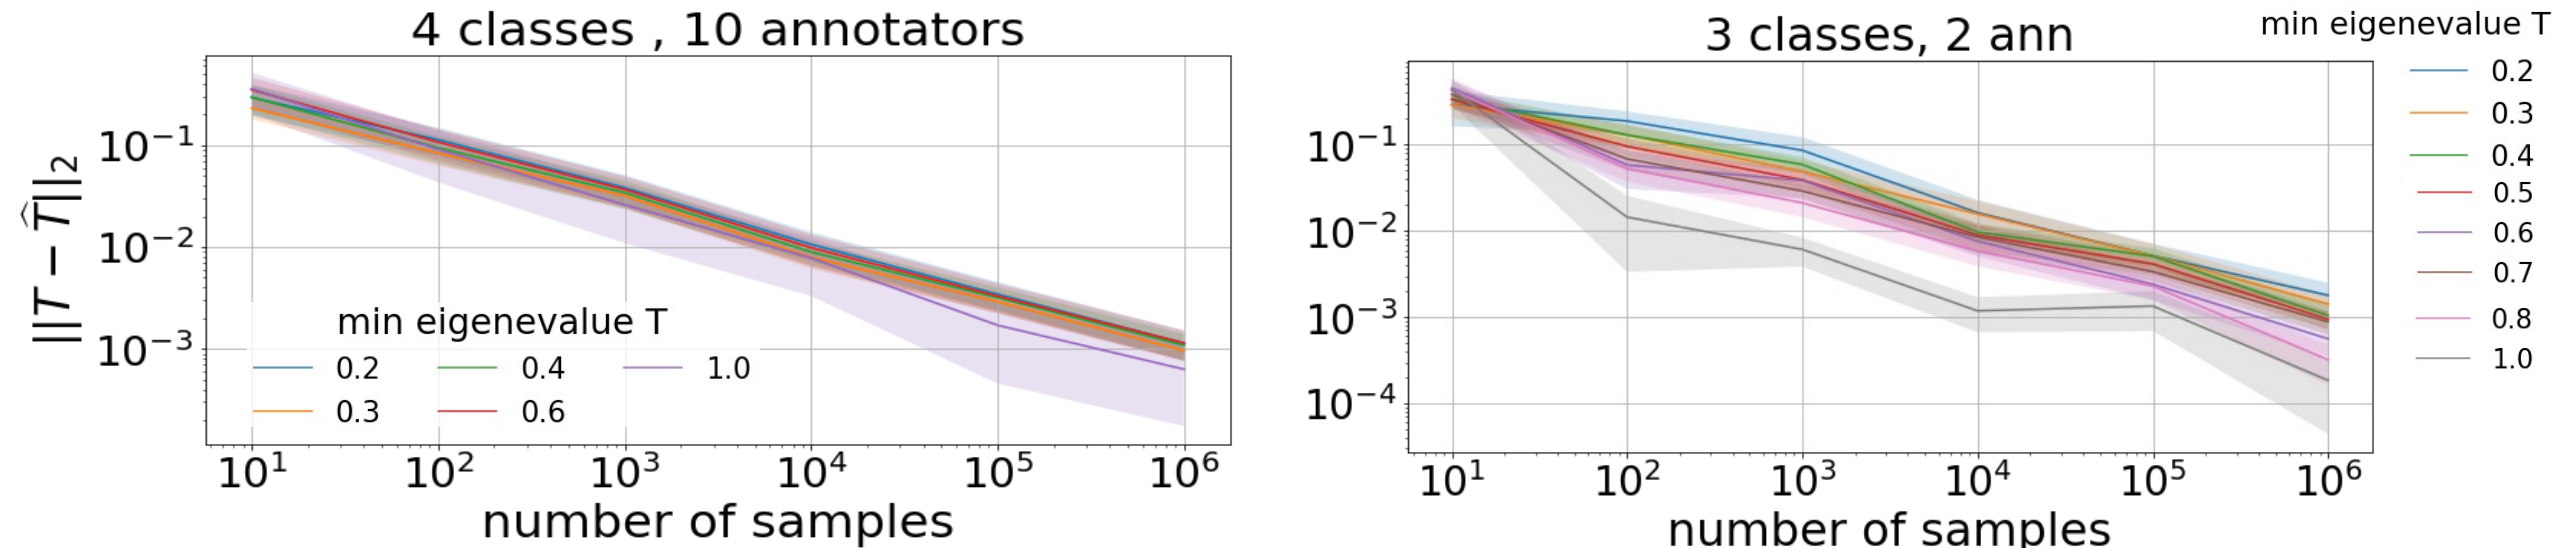 4 classes , 10 annotators
||T − T̂||₂
10⁻¹
10⁻²
10⁻³
min eigenevalue T
0.2 0.4 1.0
0.3 0.6
10¹ 10² 10³ 10⁴ 10⁵ 10⁶
number of samples
3 classes, 2 ann
10⁻¹
10⁻²
10⁻³
10⁻⁴
10¹ 10² 10³ 10⁴ 10⁵ 10⁶
number of samples
min eigenevalue T
0.2
0.3
0.4
0.5
0.6
0.7
0.8
1.0